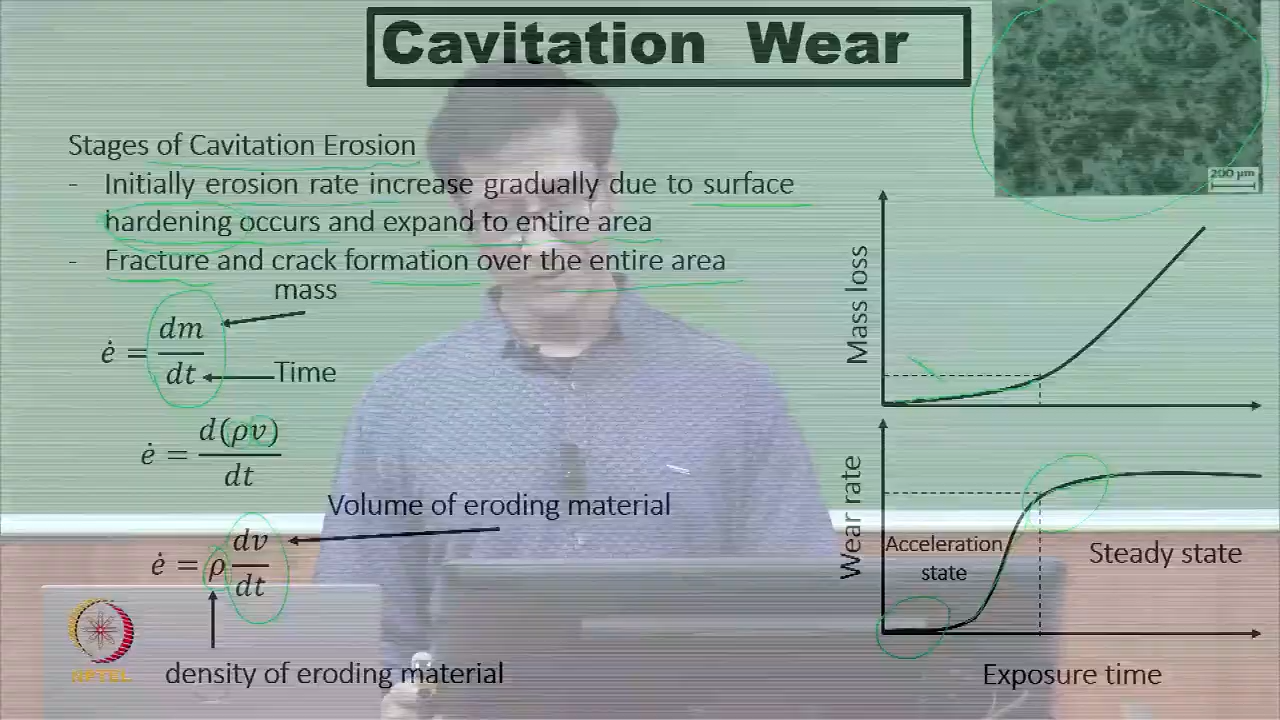 Cavitation Wear
Stages of Cavitation Erosion
- Initially erosion rate increase gradually due to surface
hardening occurs and expand to entire area
- Fracture and crack formation over the entire area
mass
ė = dm/dt
Time
ė = d(ρv)/dt
Volume of eroding material
ė = ρ dv/dt
density of eroding material
NPTEL
200 µm
Mass loss
Wear rate
Acceleration
state
Steady state
Exposure time